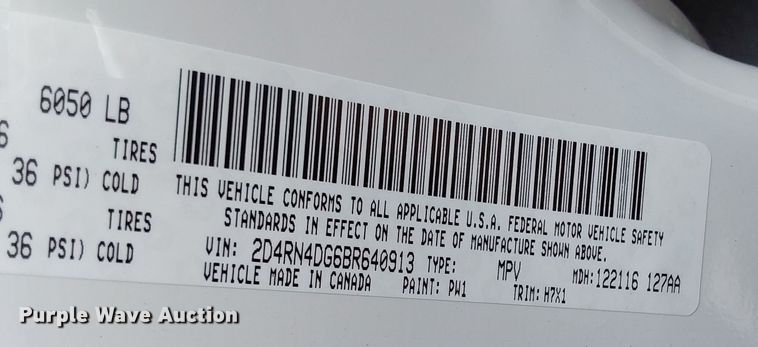 6050 LB
6
TIRES
36 PSI) COLD
TIRES
36 PSI) COLD
THIS VEHICLE CONFORMS TO ALL APPLICABLE U.S.A. FEDERAL MOTOR VEHICLE SAFETY
STANDARDS IN EFFECT ON THE DATE OF MANUFACTURE SHOWN ABOVE.
VIN: 2D4RN4DG6BR640913 TYPE: MPV MDH:122116 127AA
VEHICLE MADE IN CANADA PAINT: PW1 TRIM: H7X1
Purple Wave Auction